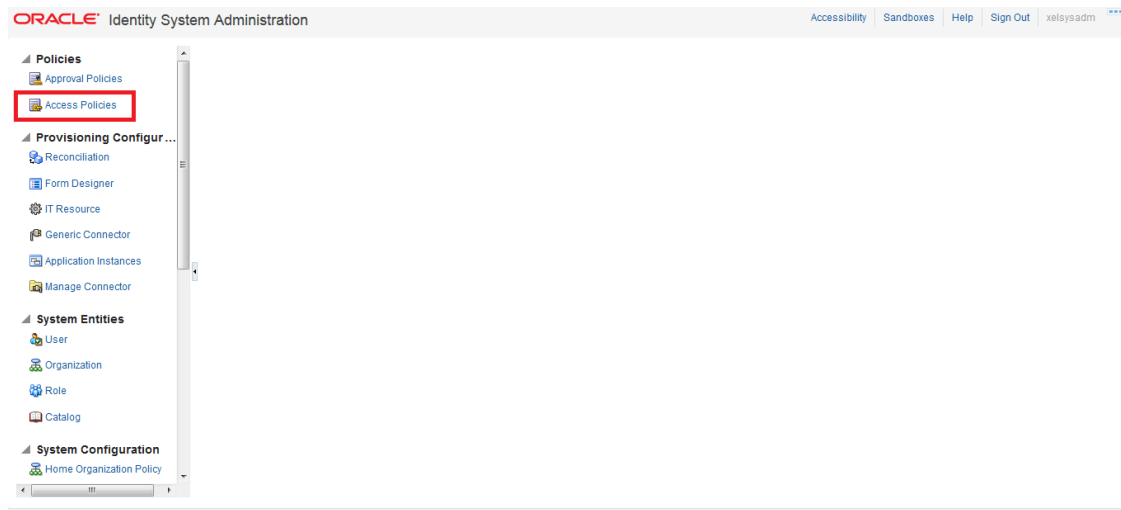 ORACLE Identity System Administration
Accessibility Sandboxes Help Sign Out xelsysadm
Policies
Approval Policies
Access Policies
Provisioning Configur...
Reconciliation
Form Designer
IT Resource
Generic Connector
Application Instances
Manage Connector
System Entities
User
Organization
Role
Catalog
System Configuration
Home Organization Policy